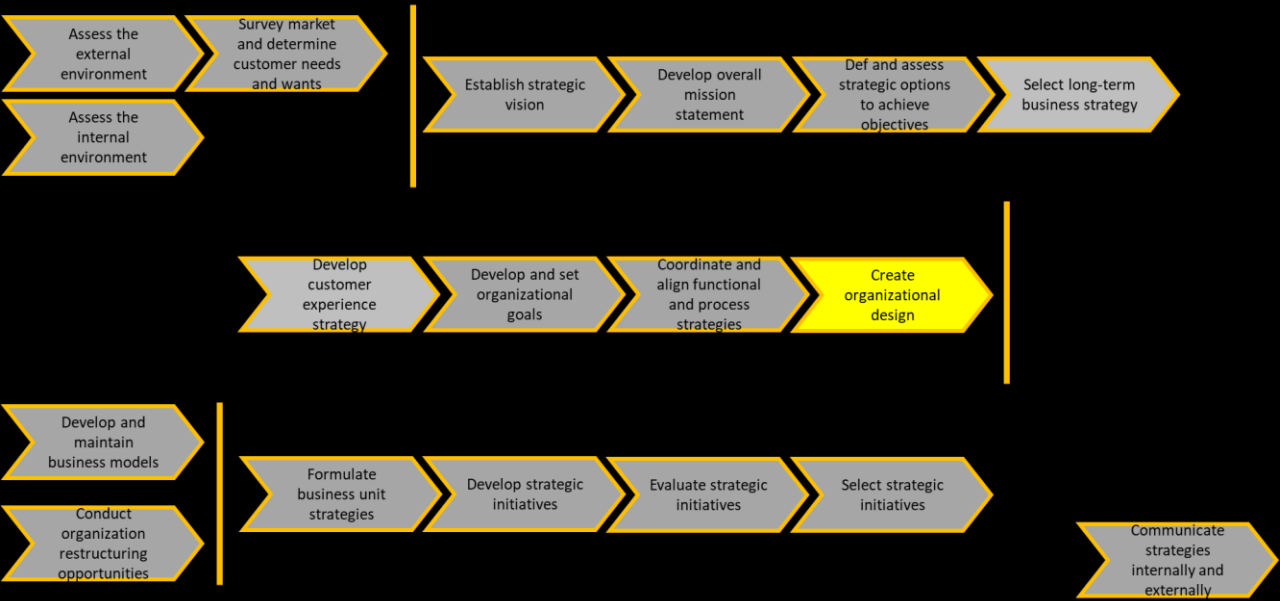 Assess the
external
environment
Survey market
and determine
customer needs
and wants
Assess the
internal
environment
Establish strategic
vision
Develop overall
mission
statement
Def and assess
strategic options
to achieve
objectives
Select long-term
business strategy
Develop
customer
experience
strategy
Develop and set
organizational
goals
Coordinate and
align functional
and process
strategies
Create
organizational
design
Develop and
maintain
business models
Conduct
organization
restructuring
opportunities
Formulate
business unit
strategies
Develop strategic
initiatives
Evaluate strategic
initiatives
Select strategic
initiatives
Communicate
strategies
internally and
externally